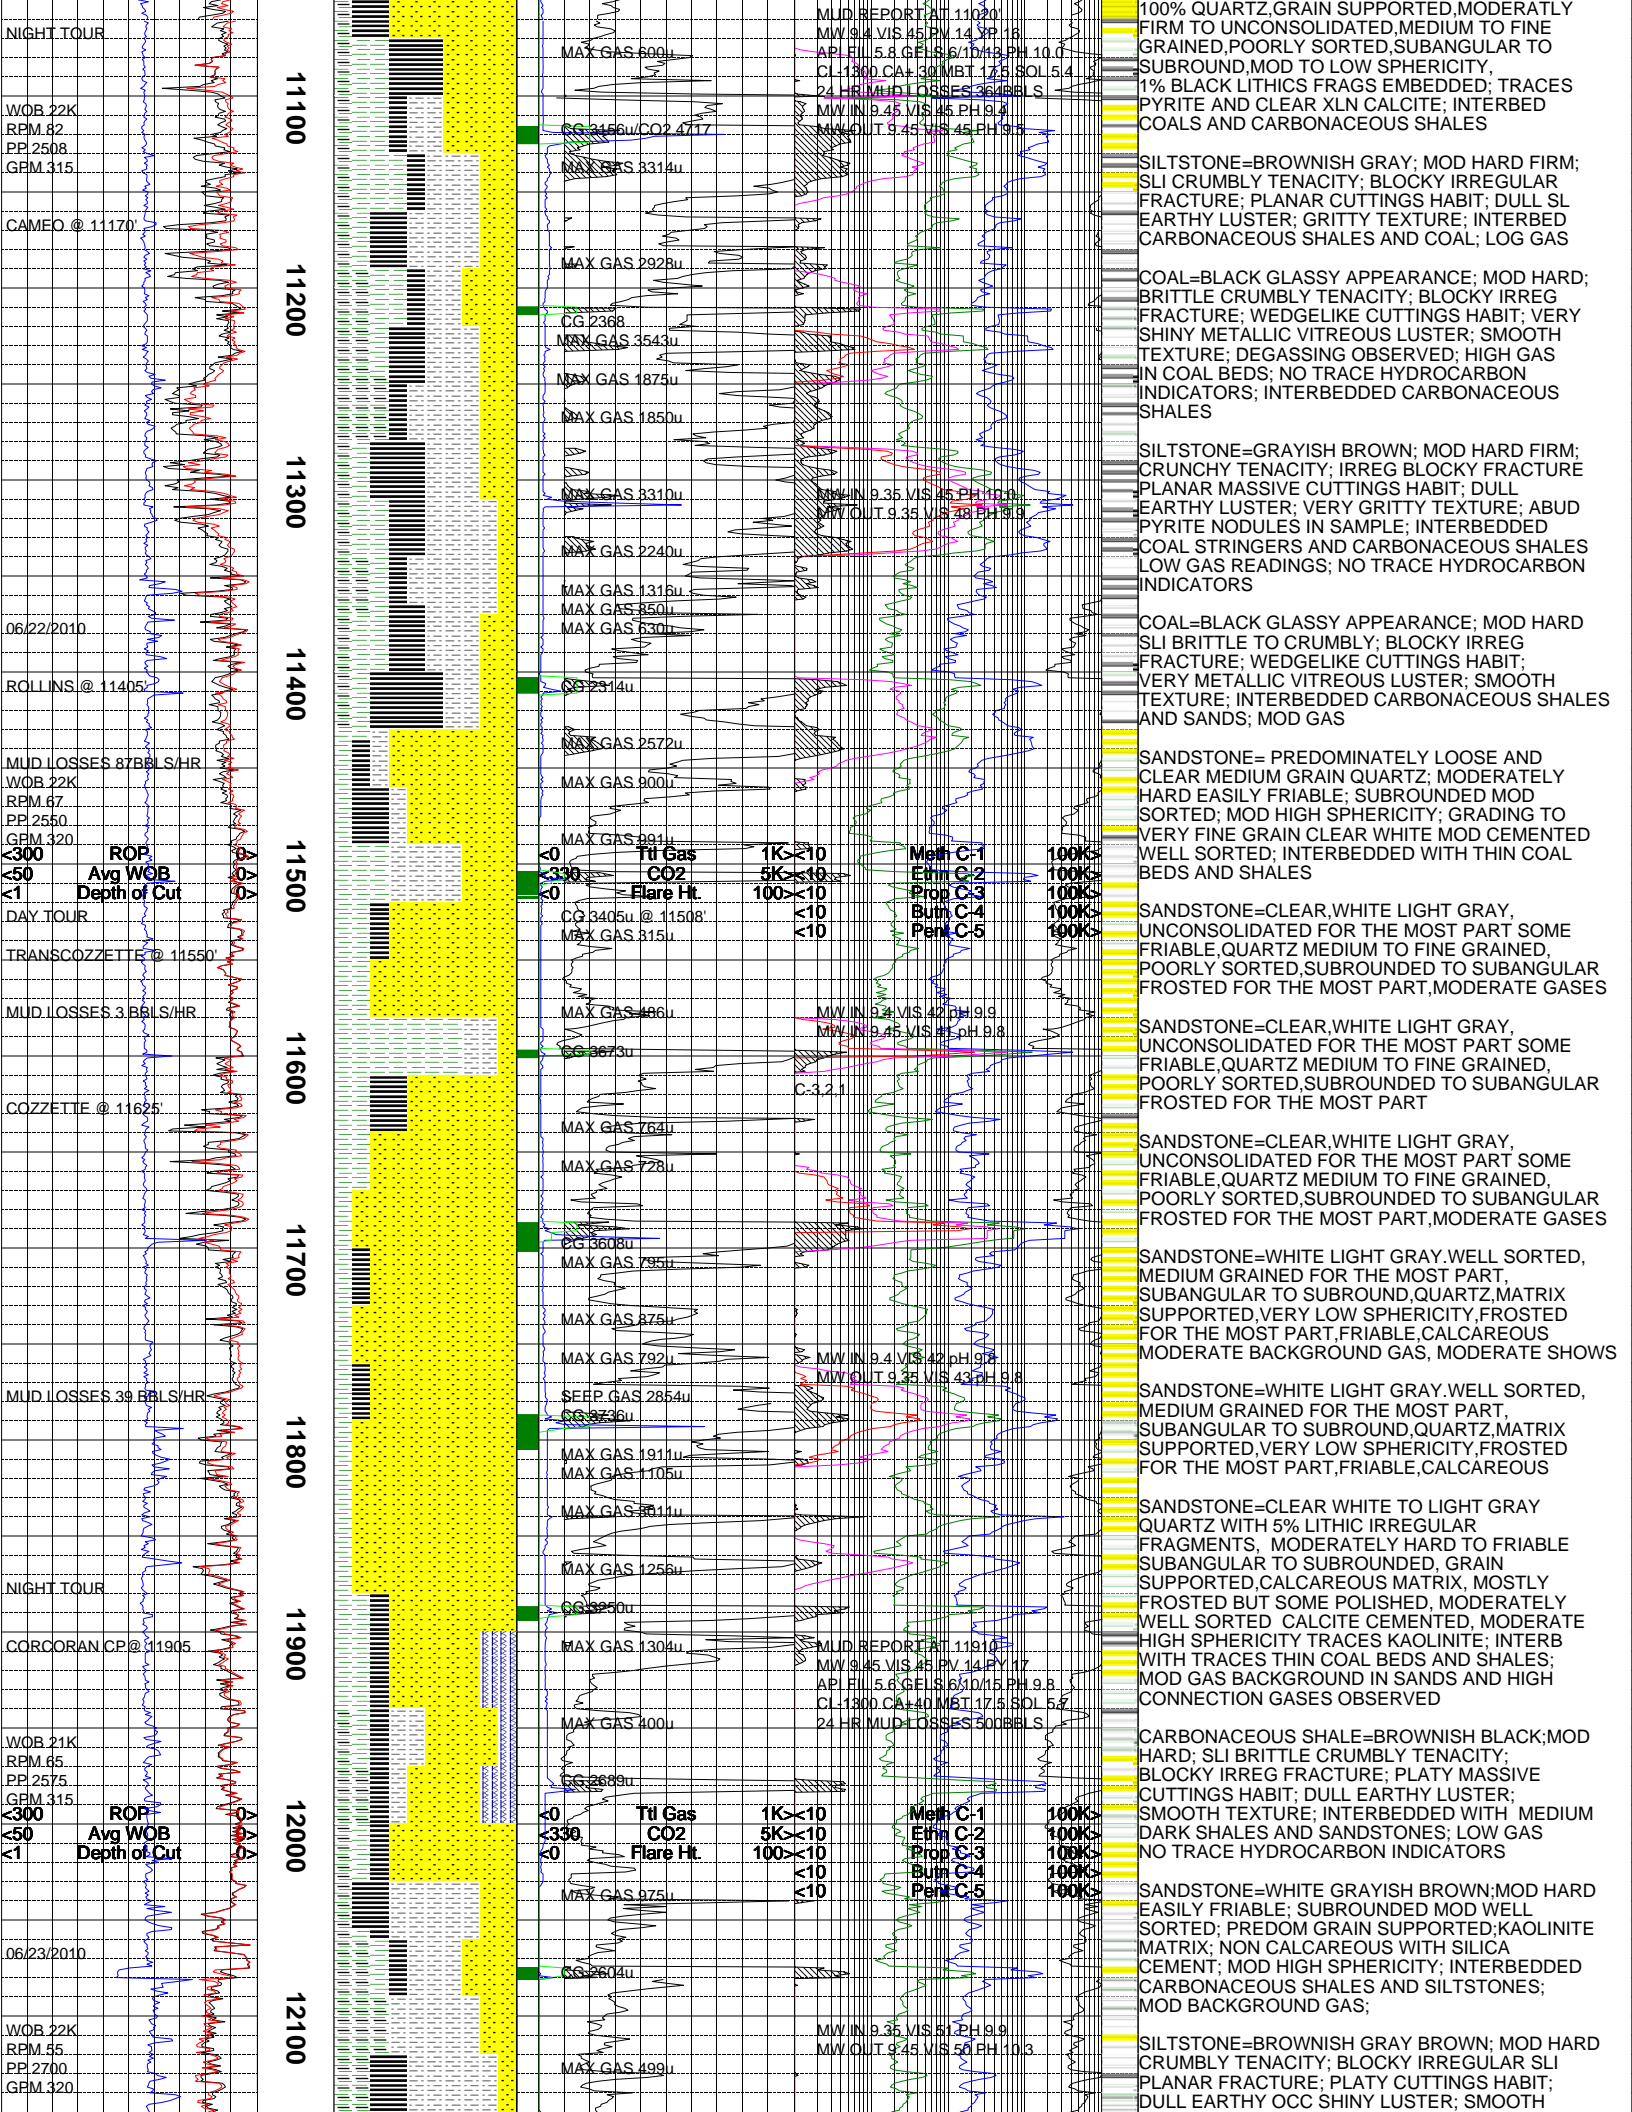 NIGHT TOUR
WOB 22K
RPM 82
PP 2508
GPM 315
CAMEO @ 11170'
06/22/2010
ROLLINS @ 11405'
MUD LOSSES 87BBLS/HR
WOB 22K
RPM 67
PP 2550
GPM 320
<300 ROP 0>
<50 Avg WOB 0>
<1 Depth of Cut 0>
DAY TOUR
TRANSCOZZETTE @ 11550'
MUD LOSSES 3 BBLS/HR
COZZETTE @ 11625'
MUD LOSSES 39 BBLS/HR
NIGHT TOUR
CORCORAN CP@ 11905
WOB 21K
RPM 65
PP 2575
GPM 315
<300 ROP 0>
<50 Avg WOB 0>
<1 Depth of Cut 0>
06/23/2010
WOB 22K
RPM 55
PP 2700
GPM 320
11100
11200
11300
11400
11500
11600
11700
11800
11900
12000
12100
MAX GAS 600u
CG 3156u/CO2 4717
MAX GAS 3314u
MAX GAS 2928u
CG 2368
MAX GAS 3543u
MAX GAS 1875u
MAX GAS 1850u
MAX GAS 3310u
MAX GAS 2240u
MAX GAS 1316u
MAX GAS 850u
MAX GAS 630u
CG 2314u
MAX GAS 2572u
MAX GAS 900u
MAX GAS 991u
<0 Ttl Gas 1K>
<330 CO2 5K>
<0 Flare Ht. 100>
CG 3405u @ 11508'
MAX GAS 315u
MAX GAS 486u
CG 3673u
MAX GAS 764u
MAX GAS 728u
CG 3608u
MAX GAS 795u
MAX GAS 875u
MAX GAS 792u
SEEP GAS 2854u
CG 3736u
MAX GAS 1911u
MAX GAS 1105u
MAX GAS 3011u
MAX GAS 1256u
CG 3250u
MAX GAS 1304u
MAX GAS 400u
CG 2689u
<0 Ttl Gas 1K>
<330 CO2 5K>
<0 Flare Ht. 100>
MAX GAS 975u
CG 2604u
MAX GAS 499u
MUD REPORT AT 11020'
MW 9.4 VIS 45 PV 14 YP 16
API FIL 5.8 GELS 6/10/13 PH 10.0
CL-1300 CA+ 30 MBT 17.5 SOL 5.4
24 HR MUD LOSSES 364BBLS
MW IN 9.45 VIS 45 PH 9.4
MW OUT 9.45 VIS 45 PH
MW IN 9.35 VIS 45 PH 10.0
MW OUT 9.35 VIS 48 PH 9.9
<10 Meth C-1 100K>
<10 Ethn C-2 100K>
<10 Prop C-3 100K>
<10 Butn C-4 100K>
<10 Pent C-5 100K>
MW IN 9.4 VIS 42 pH 9.9
MW IN 9.45 VIS 41 pH 9.8
C-3,2,1
MW IN 9.4 VIS 42 pH 9.8
MW OUT 9.35 VIS 43 pH 9.8
MUD REPORT AT 11910
MW 9.45 VIS 45 PV 14 PY 17
API FIL 5.6 GELS 6/10/15 PH 9.8
CL-1300 CA+40 MBT 17.5 SOL 5.7
24 HR MUD LOSSES 500BBLS
<10 Meth C-1 100K>
<10 Ethn C-2 100K>
<10 Prop C-3 100K>
<10 Butn C-4 100K>
<10 Pent C-5 100K>
MW IN 9.35 VIS 51 PH 9.9
MW OUT 9.45 VIS 50 PH 10.3
100% QUARTZ,GRAIN SUPPORTED,MODERATLY
FIRM TO UNCONSOLIDATED,MEDIUM TO FINE
GRAINED,POORLY SORTED,SUBANGULAR TO
SUBROUND,MOD TO LOW SPHERICITY,
1% BLACK LITHIC FRAGS EMBEDDED; TRACES
PYRITE AND CLEAR XLN CALCITE; INTERBED
COALS AND CARBONACEOUS SHALES
SILTSTONE=BROWNISH GRAY; MOD HARD FIRM;
SLI CRUMBLY TENACITY; BLOCKY IRREGULAR
FRACTURE; PLANAR CUTTINGS HABIT; DULL SL
EARTHY LUSTER; GRITTY TEXTURE; INTERBED
CARBONACEOUS SHALES AND COAL; LOG GAS
COAL=BLACK GLASSY APPEARANCE; MOD HARD;
BRITTLE CRUMBLY TENACITY; BLOCKY IRREG
FRACTURE; WEDGELIKE CUTTINGS HABIT; VERY
SHINY METALLIC VITREOUS LUSTER; SMOOTH
TEXTURE; DEGASSING OBSERVED; HIGH GAS
IN COAL BEDS; NO TRACE HYDROCARBON
INDICATORS; INTERBEDDED CARBONACEOUS
SHALES
SILTSTONE=GRAYISH BROWN; MOD HARD FIRM;
CRUNCHY TENACITY; IRREG BLOCKY FRACTURE
PLANAR MASSIVE CUTTINGS HABIT; DULL
EARTHY LUSTER; VERY GRITTY TEXTURE; ABUD
PYRITE NODULES IN SAMPLE; INTERBEDDED
COAL STRINGERS AND CARBONACEOUS SHALES
LOW GAS READINGS; NO TRACE HYDROCARBON
INDICATORS
COAL=BLACK GLASSY APPEARANCE; MOD HARD
SLI BRITTLE TO CRUMBLY; BLOCKY IRREG
FRACTURE; WEDGELIKE CUTTINGS HABIT;
VERY METALLIC VITREOUS LUSTER; SMOOTH
TEXTURE; INTERBEDDED CARBONACEOUS SHALES
AND SANDS; MOD GAS
SANDSTONE= PREDOMINATELY LOOSE AND
CLEAR MEDIUM GRAIN QUARTZ; MODERATELY
HARD EASILY FRIABLE; SUBROUNDED MOD
SORTED; MOD HIGH SPHERICITY; GRADING TO
VERY FINE GRAIN CLEAR WHITE MOD CEMENTED
WELL SORTED; INTERBEDDED WITH THIN COAL
BEDS AND SHALES
SANDSTONE=CLEAR,WHITE LIGHT GRAY,
UNCONSOLIDATED FOR THE MOST PART SOME
FRIABLE,QUARTZ MEDIUM TO FINE GRAINED,
POORLY SORTED,SUBROUNDED TO SUBANGULAR
FROSTED FOR THE MOST PART,MODERATE GASES
SANDSTONE=CLEAR,WHITE LIGHT GRAY,
UNCONSOLIDATED FOR THE MOST PART SOME
FRIABLE,QUARTZ MEDIUM TO FINE GRAINED,
POORLY SORTED,SUBROUNDED TO SUBANGULAR
FROSTED FOR THE MOST PART
SANDSTONE=CLEAR,WHITE LIGHT GRAY,
UNCONSOLIDATED FOR THE MOST PART SOME
FRIABLE,QUARTZ MEDIUM TO FINE GRAINED,
POORLY SORTED,SUBROUNDED TO SUBANGULAR
FROSTED FOR THE MOST PART,MODERATE GASES
SANDSTONE=WHITE LIGHT GRAY.WELL SORTED,
MEDIUM GRAINED FOR THE MOST PART,
SUBANGULAR TO SUBROUND,QUARTZ,MATRIX
SUPPORTED,VERY LOW SPHERICITY,FROSTED
FOR THE MOST PART,FRIABLE,CALCAREOUS
MODERATE BACKGROUND GAS, MODERATE SHOWS
SANDSTONE=WHITE LIGHT GRAY.WELL SORTED,
MEDIUM GRAINED FOR THE MOST PART,
SUBANGULAR TO SUBROUND,QUARTZ,MATRIX
SUPPORTED,VERY LOW SPHERICITY,FROSTED
FOR THE MOST PART,FRIABLE,CALCAREOUS
SANDSTONE=CLEAR WHITE TO LIGHT GRAY
QUARTZ WITH 5% LITHIC IRREGULAR
FRAGMENTS, MODERATELY HARD TO FRIABLE
SUBANGULAR TO SUBROUNDED, GRAIN
SUPPORTED,CALCAREOUS MATRIX, MOSTLY
FROSTED BUT SOME POLISHED, MODERATELY
WELL SORTED CALCITE CEMENTED, MODERATE
HIGH SPHERICITY TRACES KAOLINITE; INTERB
WITH TRACES THIN COAL BEDS AND SHALES;
MOD GAS BACKGROUND IN SANDS AND HIGH
CONNECTION GASES OBSERVED
CARBONACEOUS SHALE=BROWNISH BLACK;MOD
HARD; SLI BRITTLE CRUMBLY TENACITY;
BLOCKY IRREG FRACTURE; PLATY MASSIVE
CUTTINGS HABIT; DULL EARTHY LUSTER;
SMOOTH TEXTURE; INTERBEDDED WITH MEDIUM
DARK SHALES AND SANDSTONES; LOW GAS
NO TRACE HYDROCARBON INDICATORS
SANDSTONE=WHITE GRAYISH BROWN;MOD HARD
EASILY FRIABLE; SUBROUNDED MOD WELL
SORTED; PREDOM GRAIN SUPPORTED;KAOLINITE
MATRIX; NON CALCAREOUS WITH SILICA
CEMENT; MOD HIGH SPHERICITY; INTERBEDDED
CARBONACEOUS SHALES AND SILTSTONES;
MOD BACKGROUND GAS;
SILTSTONE=BROWNISH GRAY BROWN; MOD HARD
CRUMBLY TENACITY; BLOCKY IRREGULAR SLI
PLANAR FRACTURE; PLATY CUTTINGS HABIT;
DULL EARTHY OCC SHINY LUSTER; SMOOTH